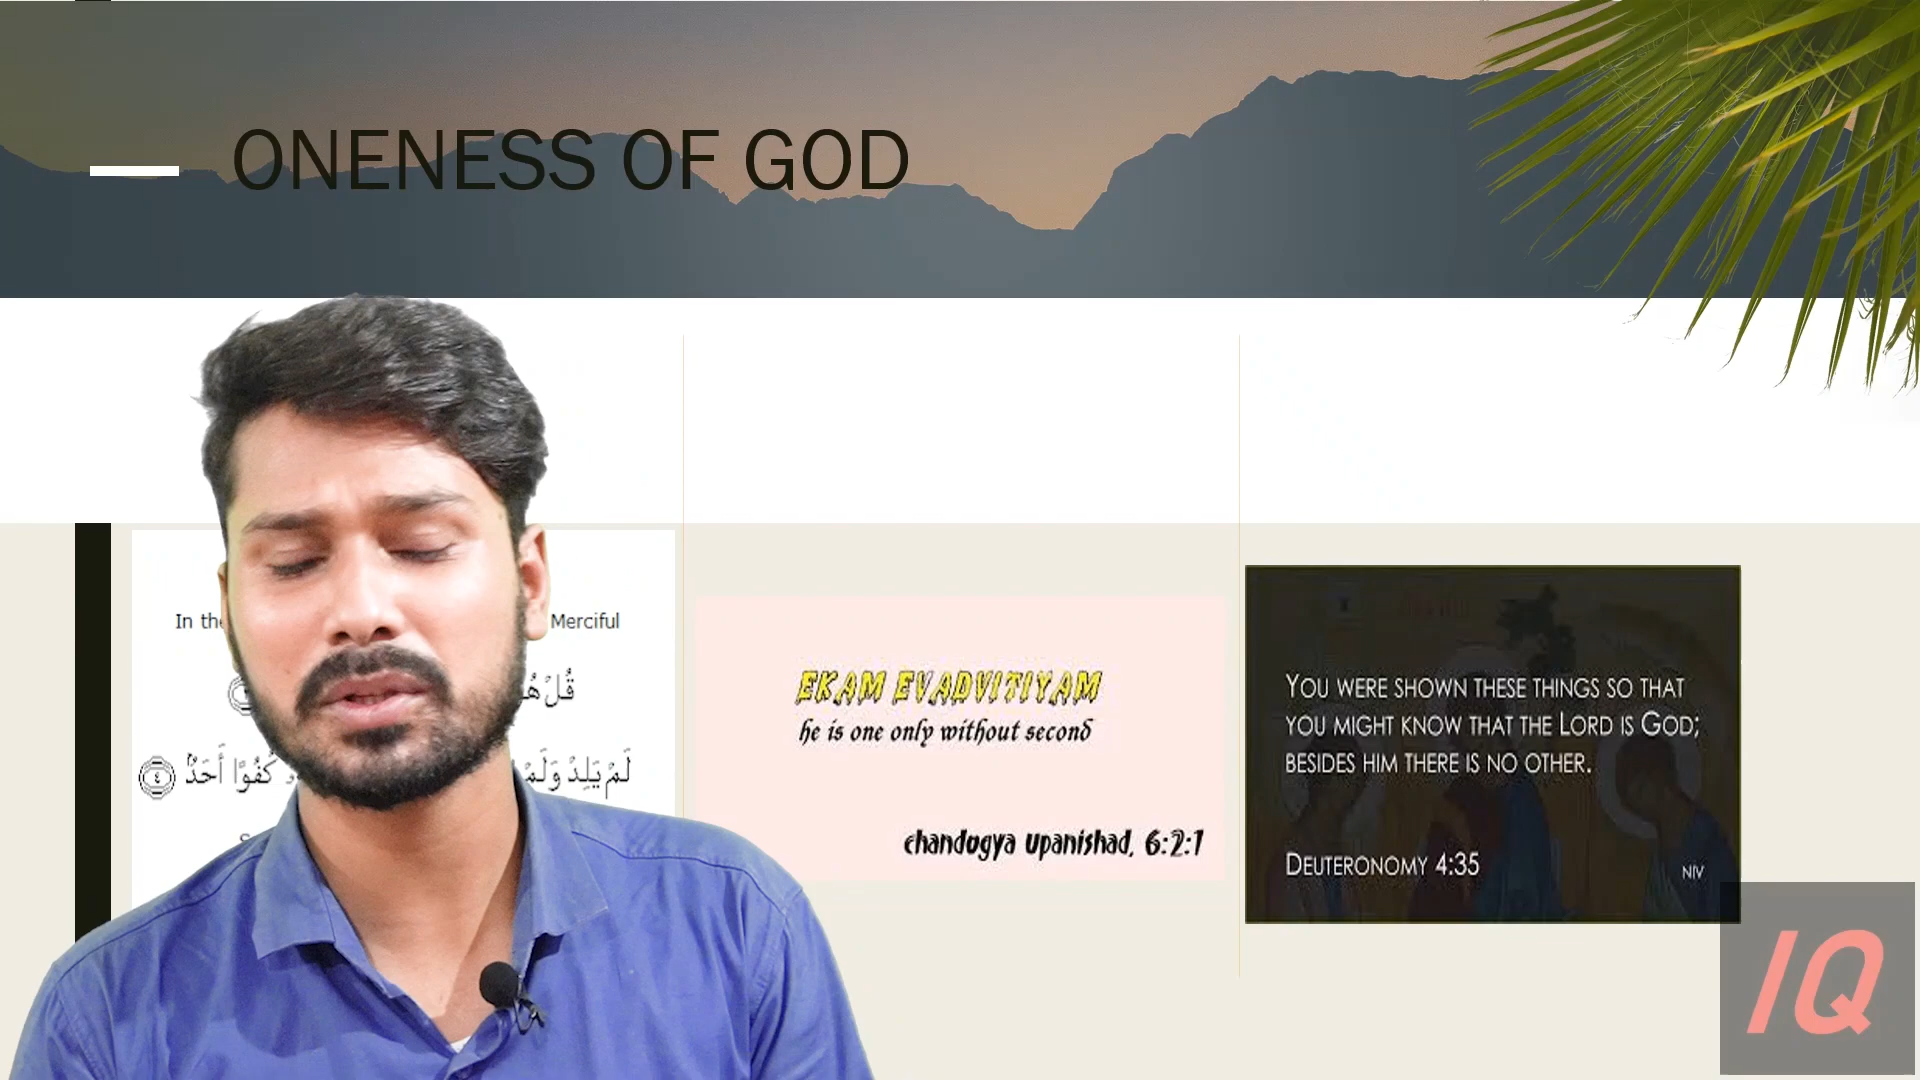 ONENESS OF GOD
In the Merciful
قُلْ
لَمْ يَلِدْ وَلَمْ كُفُوًا أَحَدٌ ٤
EKAM EVADVITIYAM
he is one only without second
chandogya upanishad, 6:2:1
YOU WERE SHOWN THESE THINGS SO THAT
YOU MIGHT KNOW THAT THE LORD IS GOD;
BESIDES HIM THERE IS NO OTHER.
DEUTERONOMY 4:35
NIV
IQ